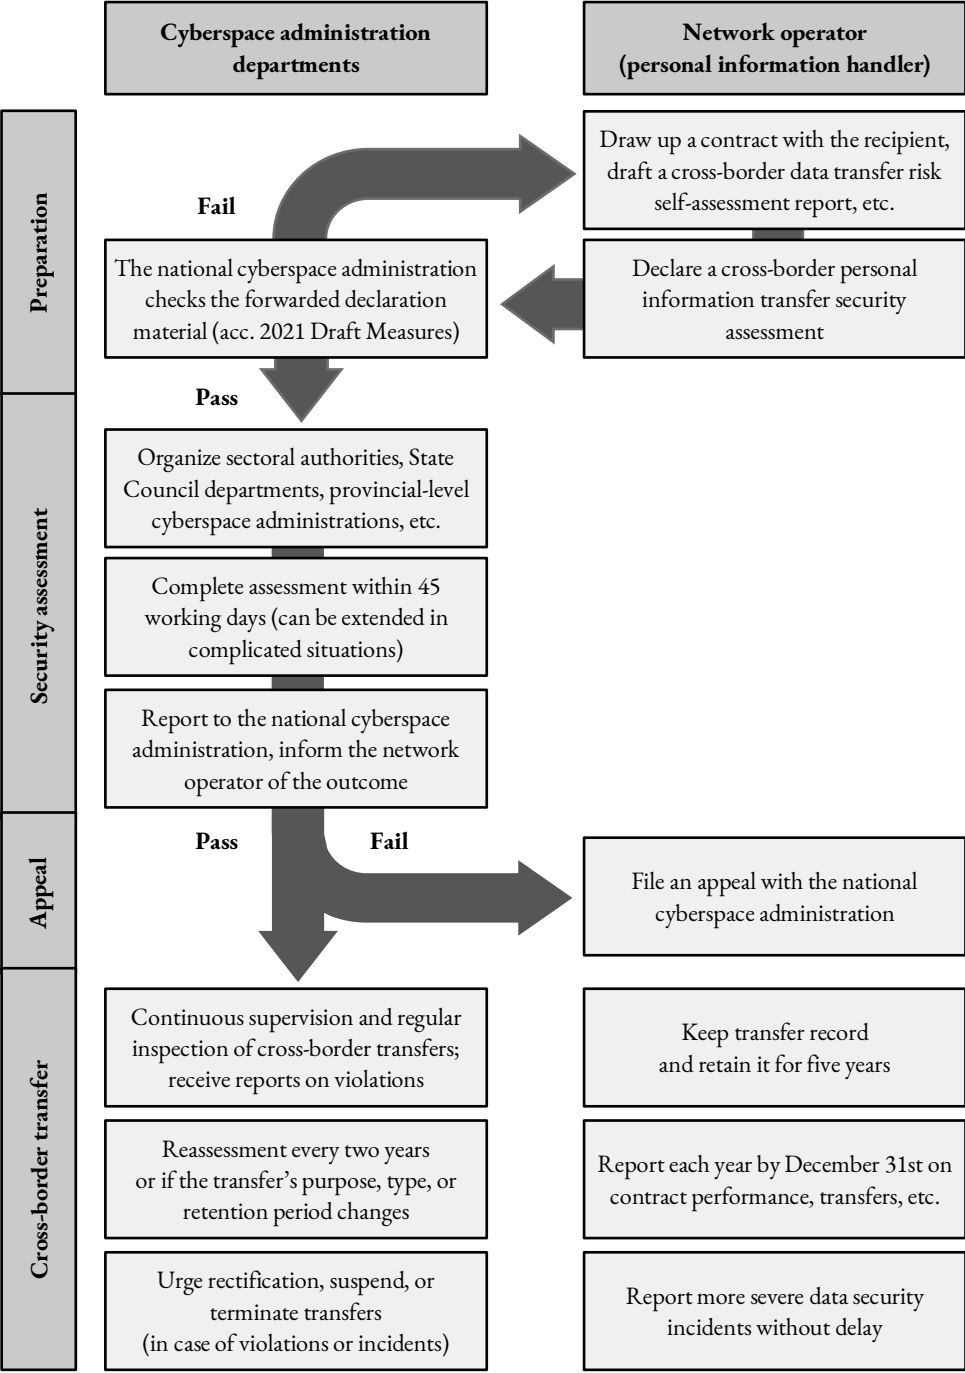 Cyberspace administration
departments
Network operator
(personal information handler)
Preparation
Draw up a contract with the recipient,
draft a cross-border data transfer risk
self-assessment report, etc.
Fail
The national cyberspace administration
checks the forwarded declaration
material (acc. 2021 Draft Measures)
Declare a cross-border personal
information transfer security
assessment
Pass
Security assessment
Organize sectoral authorities, State
Council departments, provincial-level
cyberspace administrations, etc.
Complete assessment within 45
working days (can be extended in
complicated situations)
Report to the national cyberspace
administration, inform the network
operator of the outcome
Appeal
Pass
Fail
File an appeal with the national
cyberspace administration
Cross-border transfer
Continuous supervision and regular
inspection of cross-border transfers;
receive reports on violations
Keep transfer record
and retain it for five years
Reassessment every two years
or if the transfer’s purpose, type, or
retention period changes
Report each year by December 31st on
contract performance, transfers, etc.
Urge rectification, suspend, or
terminate transfers
(in case of violations or incidents)
Report more severe data security
incidents without delay